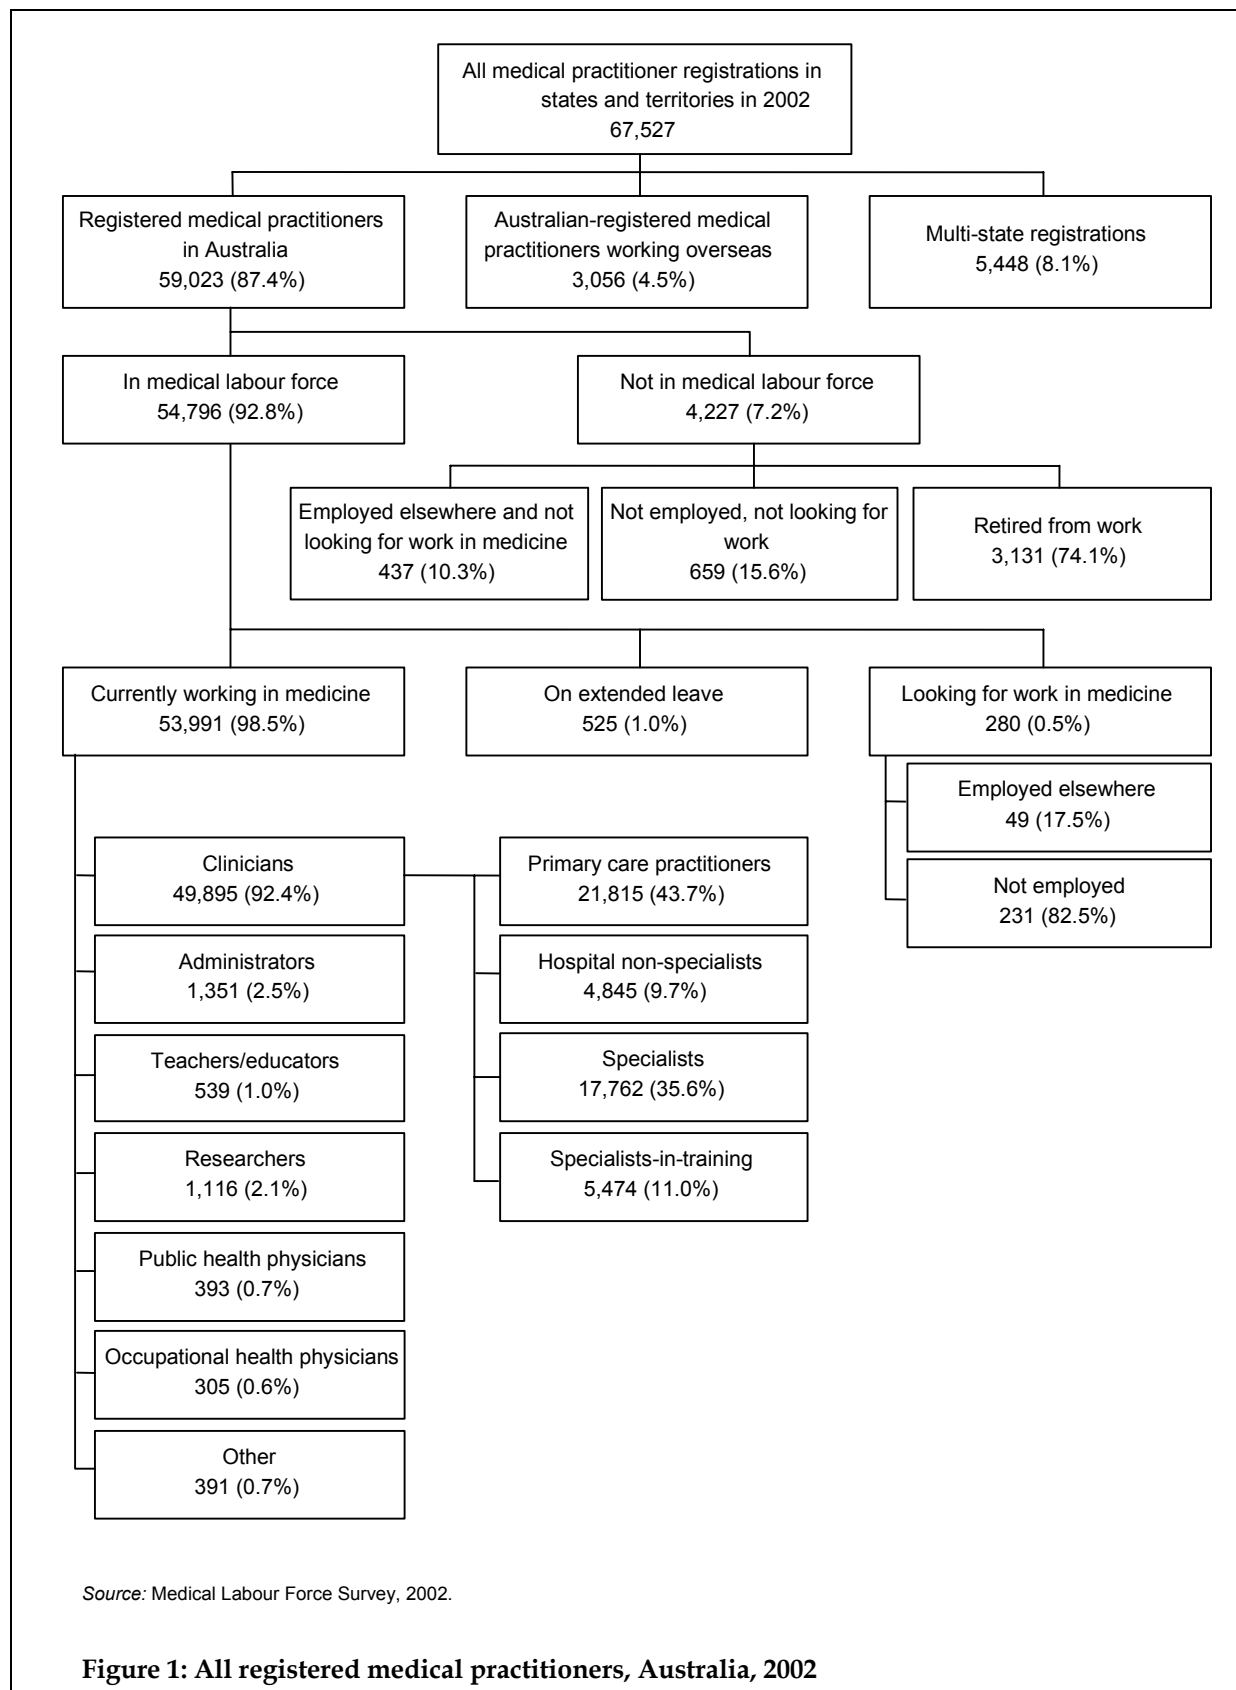 All medical practitioner registrations in
states and territories in 2002
67,527
Registered medical practitioners
in Australia
59,023 (87.4%)
Australian-registered medical
practitioners working overseas
3,056 (4.5%)
Multi-state registrations
5,448 (8.1%)
In medical labour force
54,796 (92.8%)
Not in medical labour force
4,227 (7.2%)
Employed elsewhere and not
looking for work in medicine
437 (10.3%)
Not employed, not looking for
work
659 (15.6%)
Retired from work
3,131 (74.1%)
Currently working in medicine
53,991 (98.5%)
On extended leave
525 (1.0%)
Looking for work in medicine
280 (0.5%)
Employed elsewhere
49 (17.5%)
Not employed
231 (82.5%)
Clinicians
49,895 (92.4%)
Primary care practitioners
21,815 (43.7%)
Administrators
1,351 (2.5%)
Hospital non-specialists
4,845 (9.7%)
Teachers/educators
539 (1.0%)
Specialists
17,762 (35.6%)
Researchers
1,116 (2.1%)
Specialists-in-training
5,474 (11.0%)
Public health physicians
393 (0.7%)
Occupational health physicians
305 (0.6%)
Other
391 (0.7%)
Source: Medical Labour Force Survey, 2002.
Figure 1: All registered medical practitioners, Australia, 2002